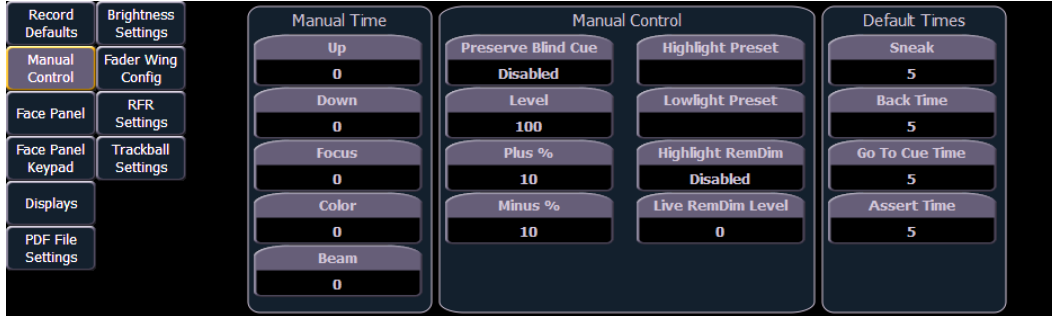 Record
Defaults
Brightness
Settings
Manual
Control
Fader Wing
Config
Face Panel
RFR
Settings
Face Panel
Keypad
Trackball
Settings
Displays
PDF File
Settings
Manual Time
Up
0
Down
0
Focus
0
Color
0
Beam
0
Manual Control
Preserve Blind Cue
Disabled
Level
100
Plus %
10
Minus %
10
Highlight Preset
Lowlight Preset
Highlight RemDim
Disabled
Live RemDim Level
0
Default Times
Sneak
5
Back Time
5
Go To Cue Time
5
Assert Time
5